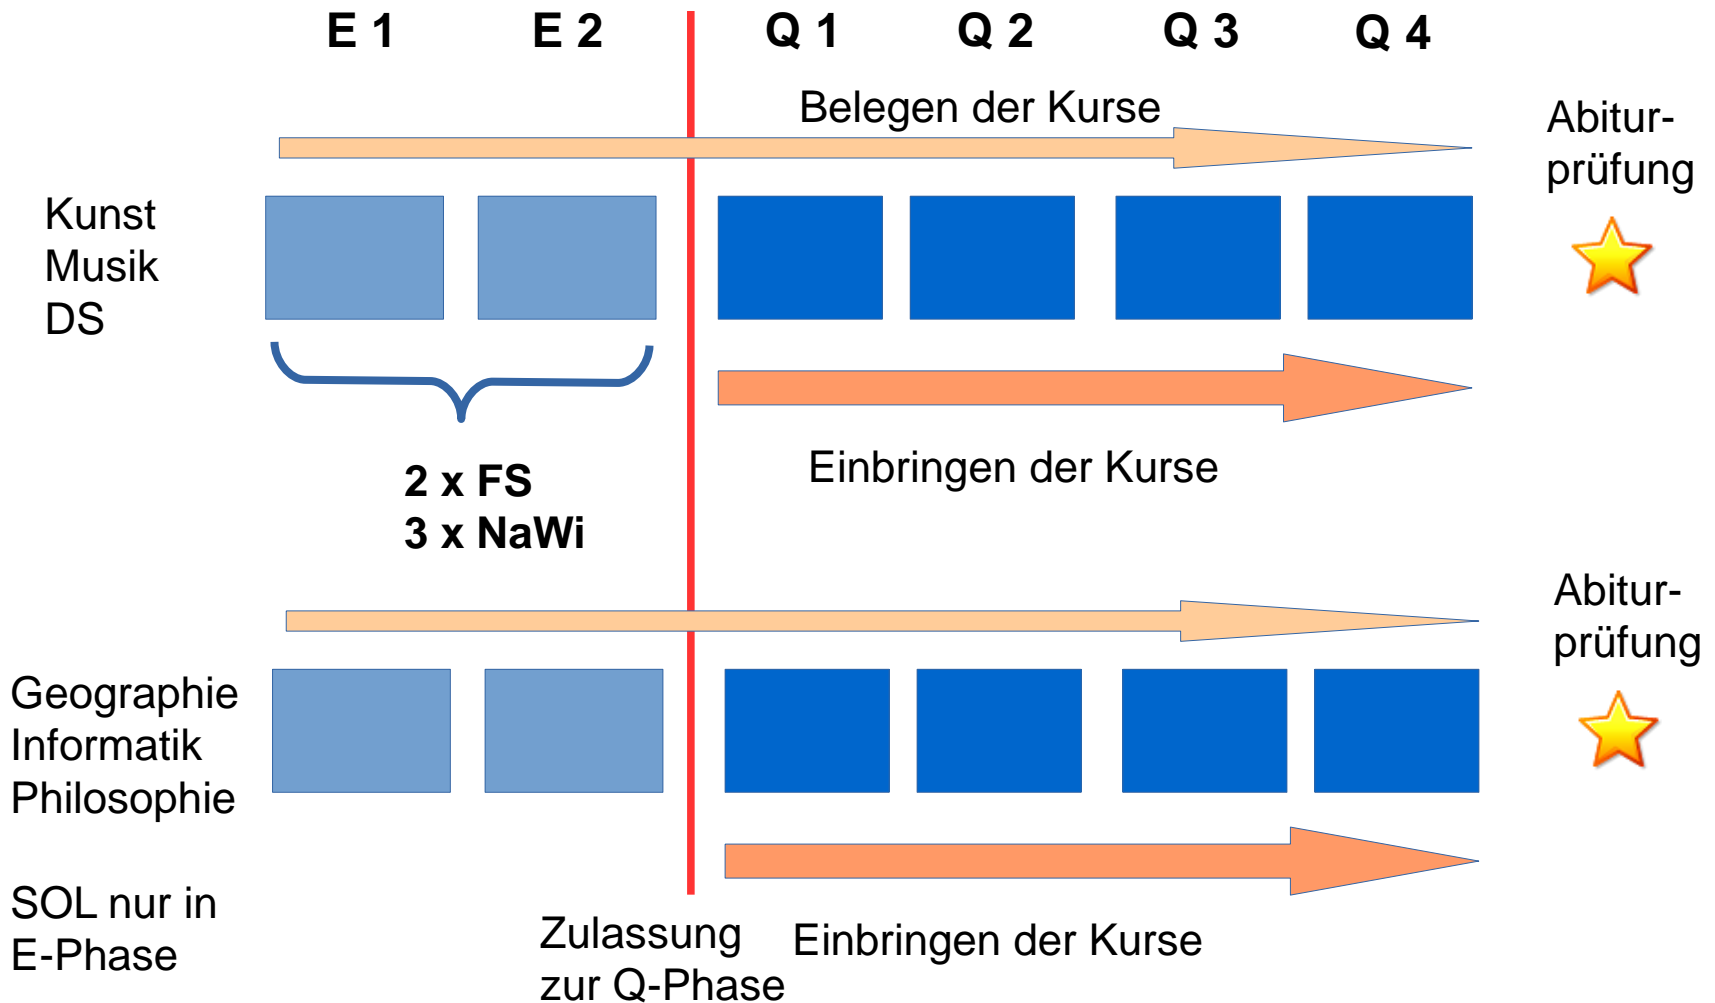 E 1 E 2 Q 1 Q 2 Q 3 Q 4
Belegen der Kurse
Abitur-
prüfung
Kunst
Musik
DS
2 x FS
3 x NaWi
Einbringen der Kurse
Abitur-
prüfung
Geographie
Informatik
Philosophie
SOL nur in
E-Phase
Zulassung
zur Q-Phase
Einbringen der Kurse